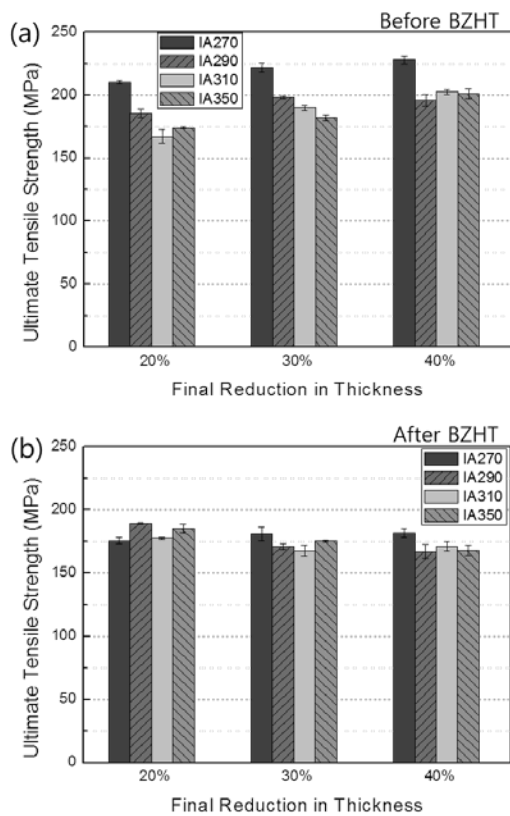 (a)
Before BZHT
250
200
150
100
50
0
Ultimate Tensile Strength (MPa)
IA270
IA290
IA310
IA350
20%
30%
40%
Final Reduction in Thickness
(b)
After BZHT
250
200
150
100
50
0
Ultimate Tensile Strength (MPa)
IA270
IA290
IA310
IA350
20%
30%
40%
Final Reduction in Thickness